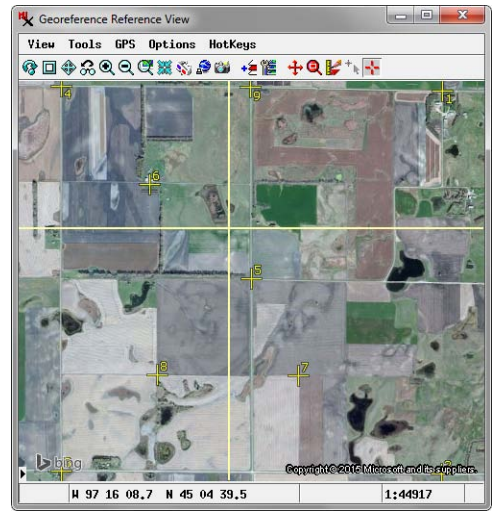 Georeference Reference View
View Tools GPS Options HotKeys
4
9
1
6
5
8
7
bing
Copyright© 2015 Microsoft and its suppliers.
W 97 16 08.7 N 45 04 39.5 1:44917